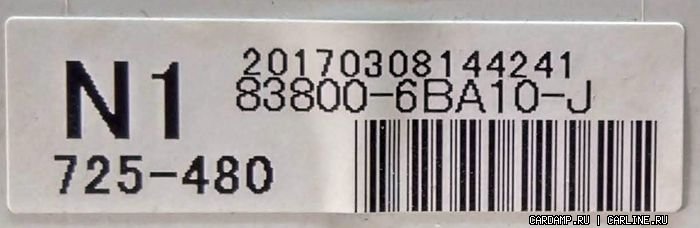 20170308144241
N1
83800-6BA10-J
725-480
CARDAMP.RU | CARLINE.RU